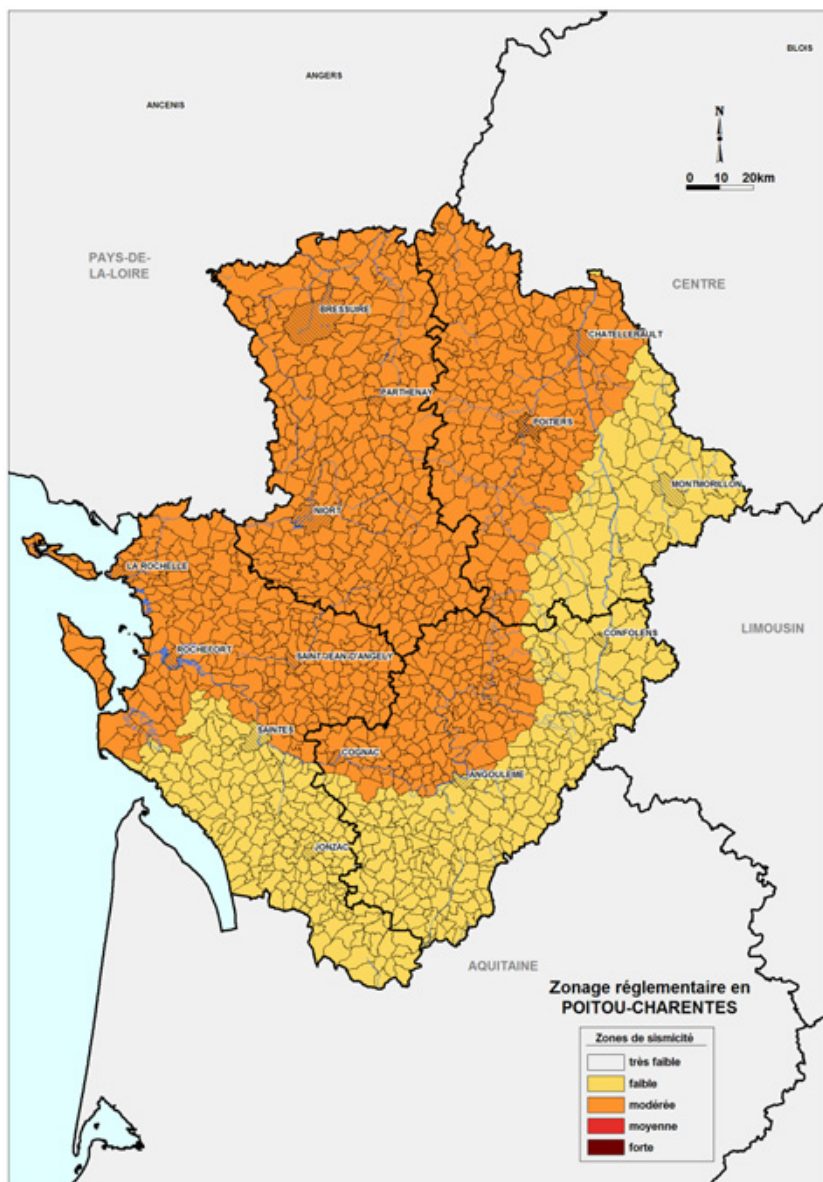 BLOIS
ANGERS
ANCENIS
N
0 10 20km
PAYS-DE-
LA-LOIRE
CENTRE
BRESSUIRE
CHATELLERAULT
PARTHENAY
POITIERS
MONTMORILLON
NIORT
LA ROCHELLE
LIMOUSIN
CONFOLENS
ROCHEFORT
SAINT-JEAN-D'ANGELY
SAINTES
COGNAC
ANGOULEME
JONZAC
AQUITAINE
Zonage réglementaire en
POITOU-CHARENTES
Zones de sismicité
très faible
faible
modérée
moyenne
forte